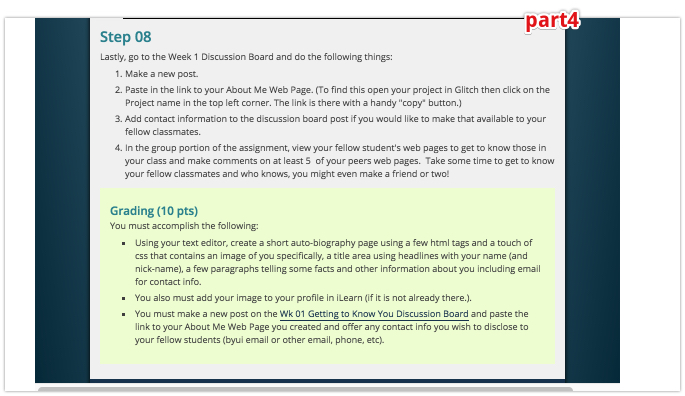 part4
Step 08
Lastly, go to the Week 1 Discussion Board and do the following things:
1. Make a new post.
2. Paste in the link to your About Me Web Page. (To find this open your project in Glitch then click on the
Project name in the top left corner. The link is there with a handy "copy" button.)
3. Add contact information to the discussion board post if you would like to make that available to your
fellow classmates.
4. In the group portion of the assignment, view your fellow student's web pages to get to know those in
your class and make comments on at least 5 of your peers web pages. Take some time to get to know
your fellow classmates and who knows, you might even make a friend or two!
Grading (10 pts)
You must accomplish the following:
Using your text editor, create a short auto-biography page using a few html tags and a touch of
css that contains an image of you specifically, a title area using headlines with your name (and
nick-name), a few paragraphs telling some facts and other information about you including email
for contact info.
You also must add your image to your profile in iLearn (if it is not already there.).
You must make a new post on the Wk 01 Getting to Know You Discussion Board and paste the
link to your About Me Web Page you created and offer any contact info you wish to disclose to
your fellow students (byui email or other email, phone, etc).